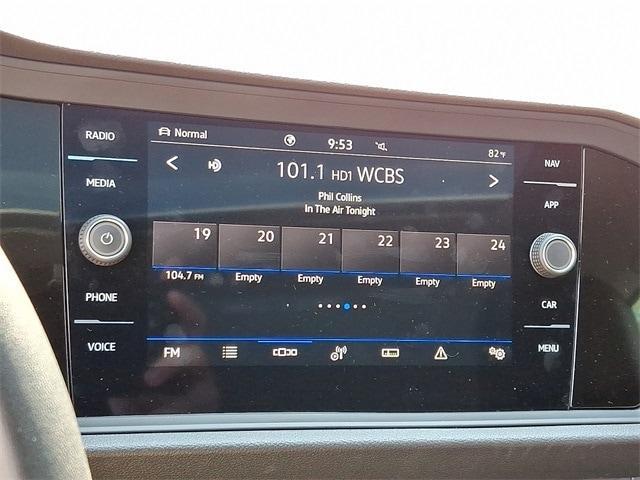 RADIO
MEDIA
PHONE
VOICE
Normal
9:53
82°F
HD
101.1 HD1 WCBS
Phil Collins
In The Air Tonight
19 20 21 22 23 24
104.7 FM Empty Empty Empty Empty Empty
FM
NAV
APP
CAR
MENU